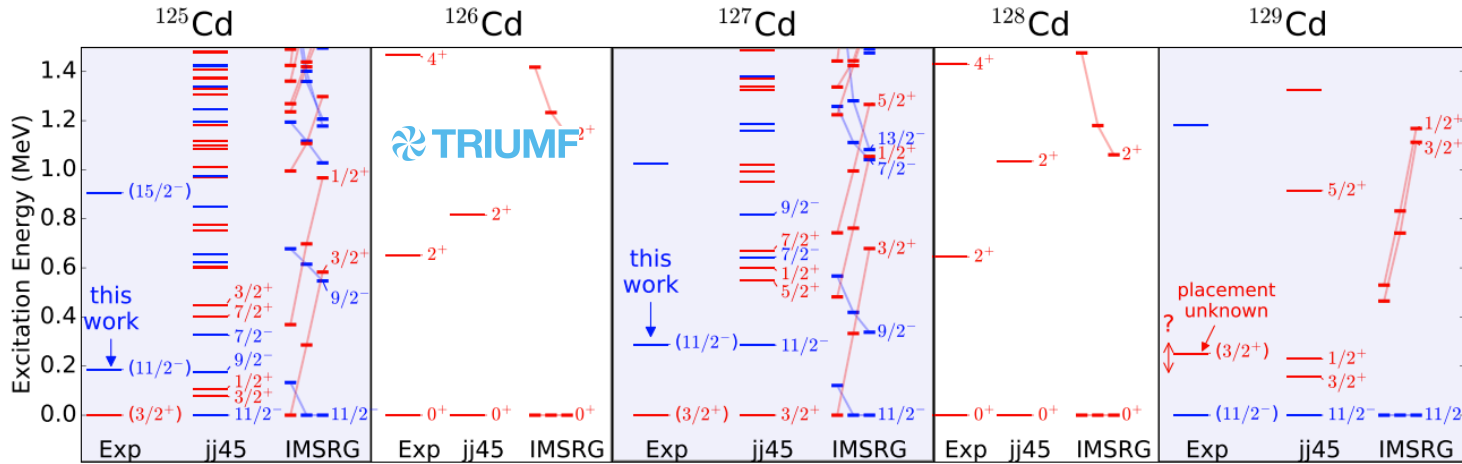 ¹²⁵Cd
¹²⁶Cd
¹²⁷Cd
¹²⁸Cd
¹²⁹Cd
Excitation Energy (MeV)
1.4
1.2
1.0
0.8
0.6
0.4
0.2
0.0
(15/2⁻)
this
work
(11/2⁻)
(3/2⁺)
3/2⁺
7/2⁺
7/2⁻
9/2⁻
1/2⁺
3/2⁺
11/2⁻
1/2⁺
3/2⁺
9/2⁻
11/2⁻
Exp
jj45
IMSRG
4⁺
2⁺
0⁺
2⁺
0⁺
2⁺
0⁺
TRIUMF
Exp
jj45
IMSRG
this
work
(11/2⁻)
(3/2⁺)
9/2⁻
7/2⁺
7/2⁻
1/2⁺
5/2⁺
11/2⁻
3/2⁺
5/2⁺
13/2⁻
1/2⁺
7/2⁻
3/2⁺
9/2⁻
11/2⁻
Exp
jj45
IMSRG
4⁺
2⁺
0⁺
2⁺
0⁺
2⁺
0⁺
Exp
jj45
IMSRG
placement
unknown
?
(3/2⁺)
(11/2⁻)
5/2⁺
1/2⁺
3/2⁺
11/2⁻
1/2⁺
3/2⁺
11/2
Exp
jj45
IMSRG